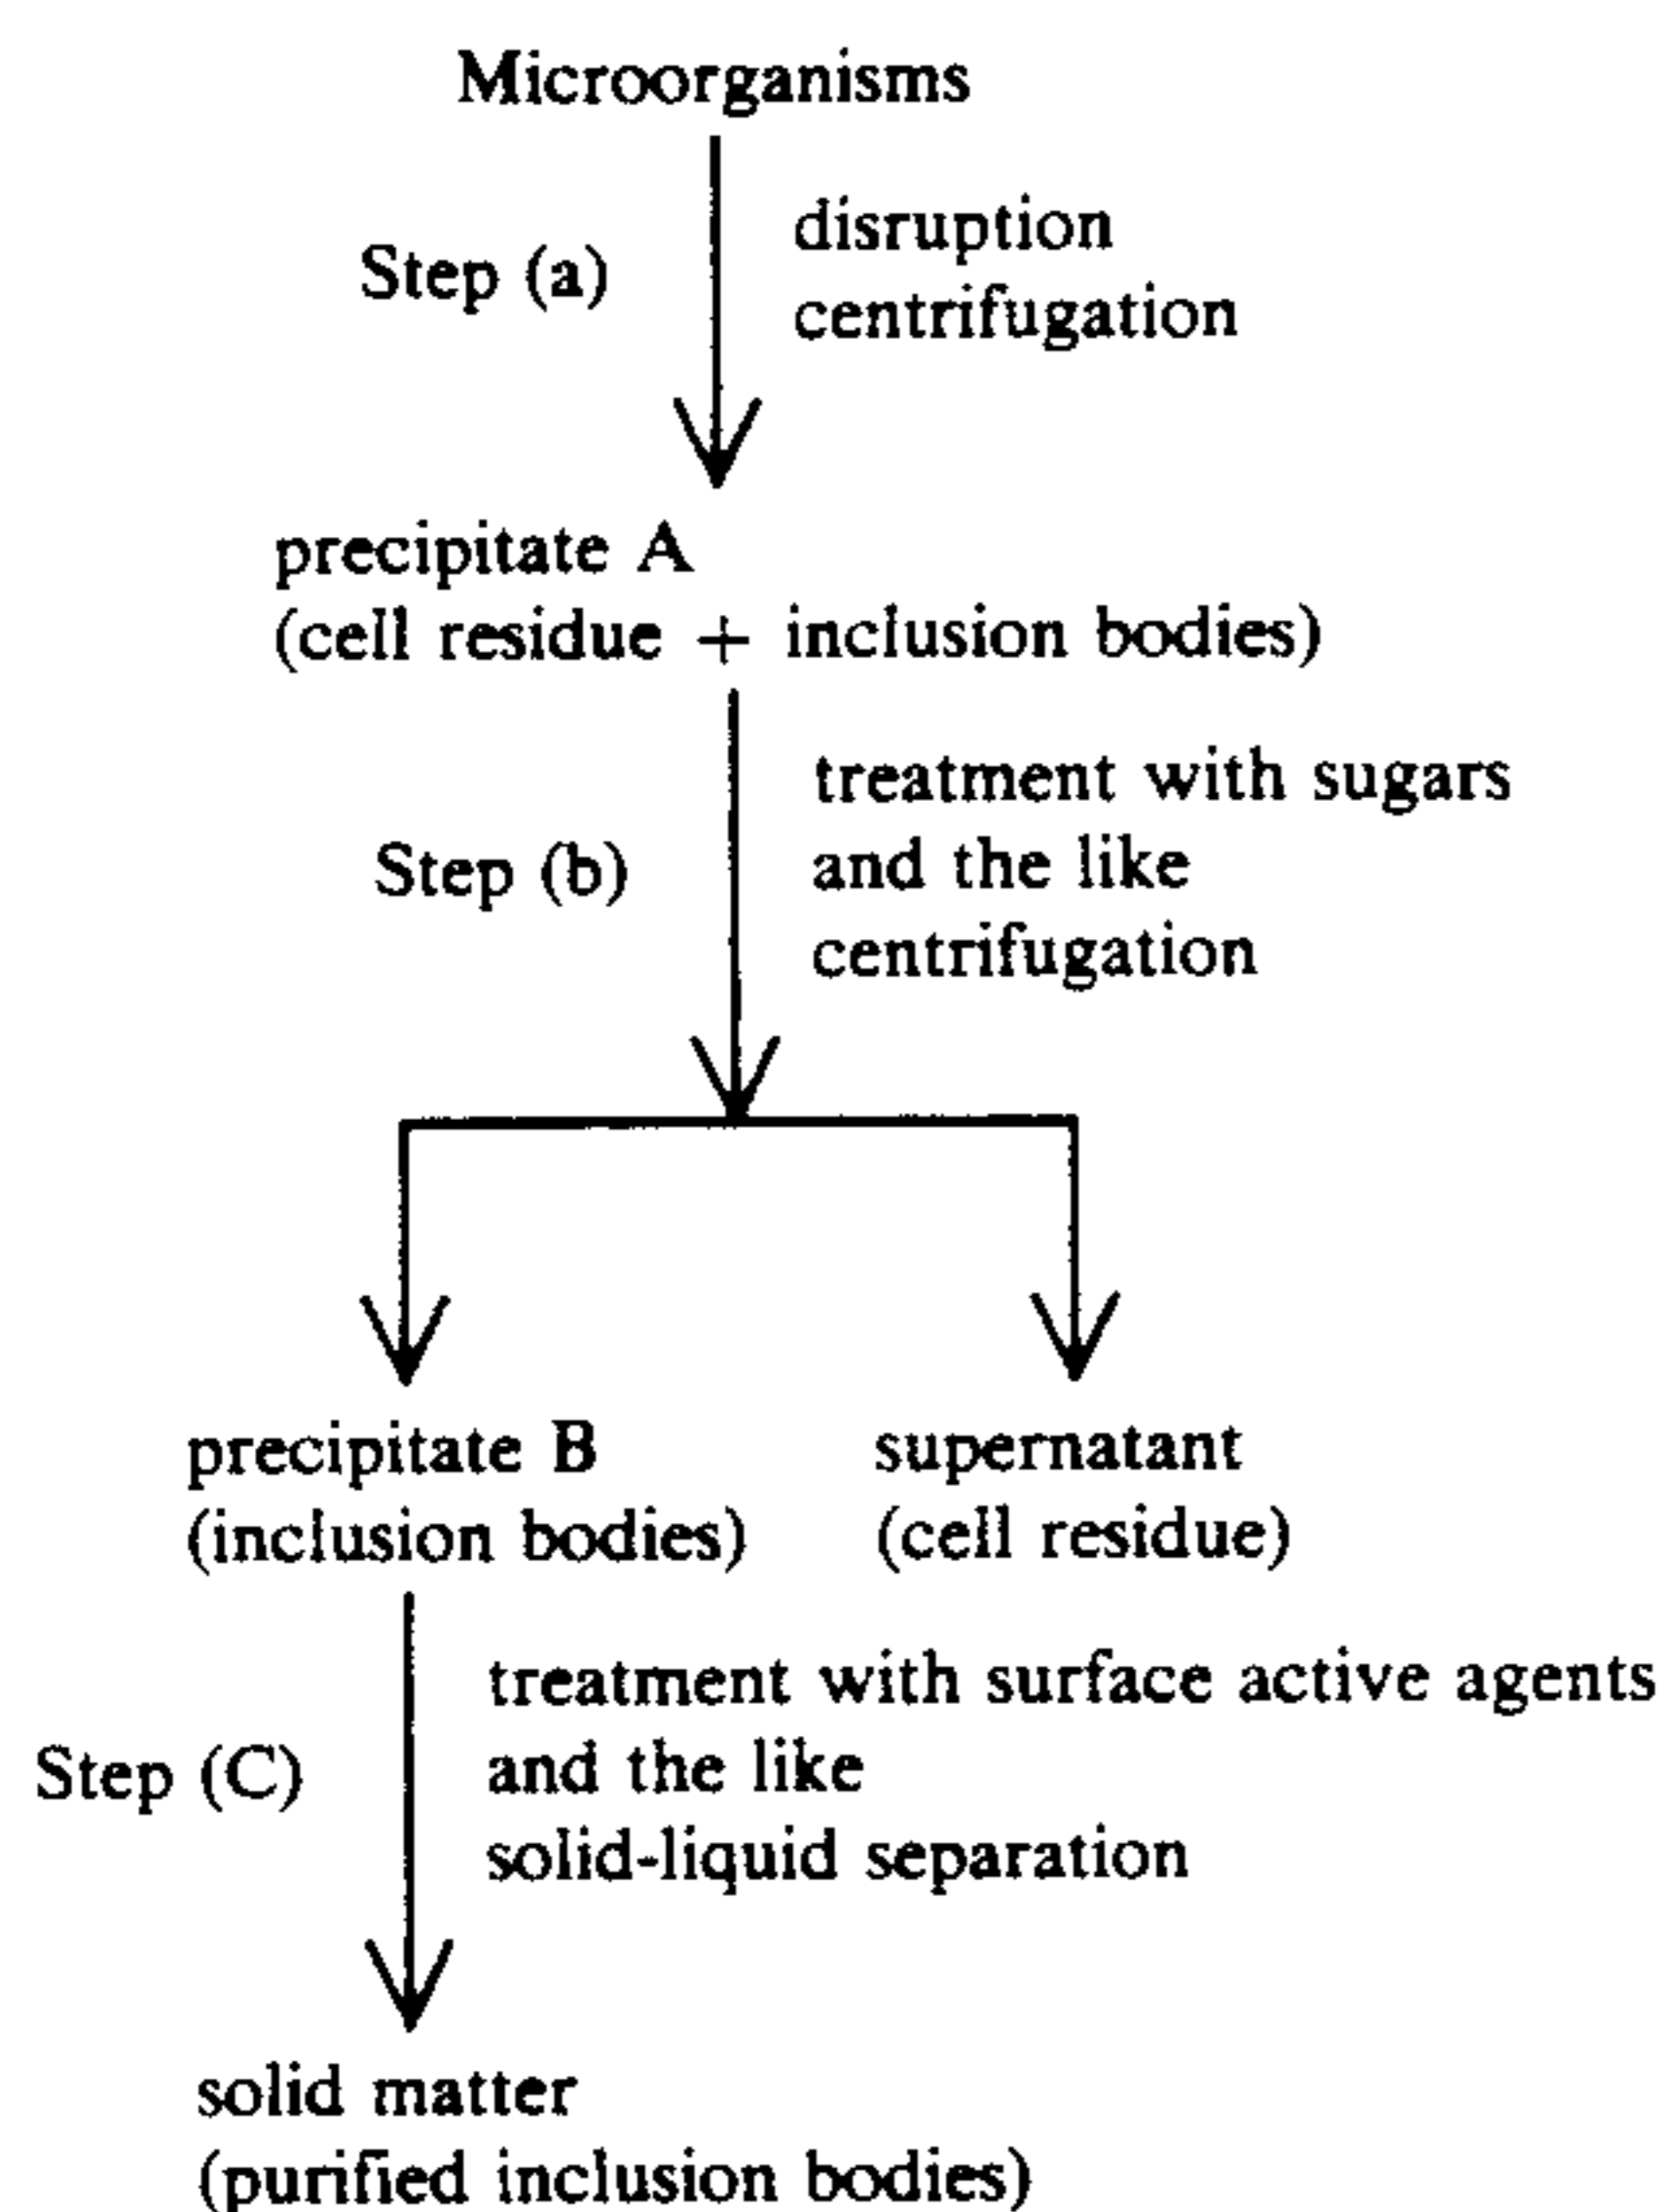 Microorganisms
Step (a)
disruption
centrifugation
precipitate A
(cell residue + inclusion bodies)
Step (b)
treatment with sugars
and the like
centrifugation
precipitate B
(inclusion bodies)
supernatant
(cell residue)
Step (C)
treatment with surface active agents
and the like
solid-liquid separation
solid matter
(purified inclusion bodies)